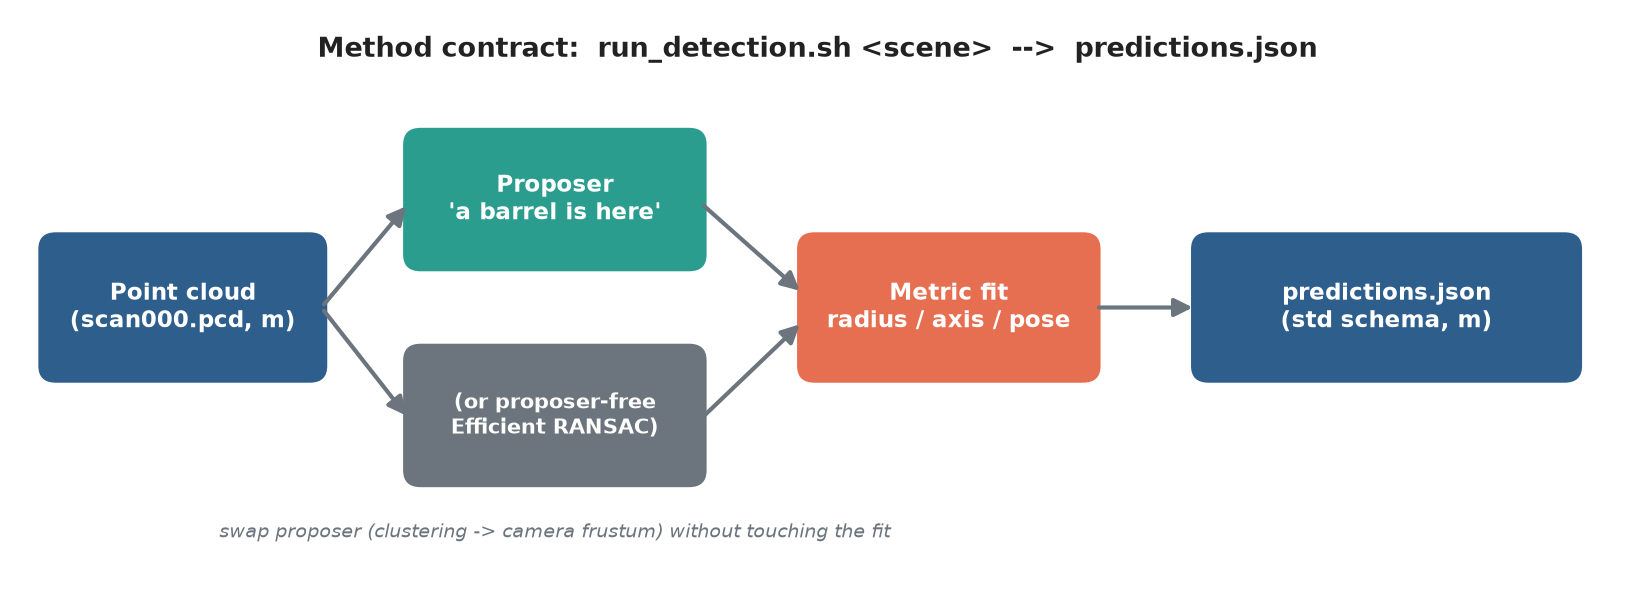 Method contract:  run_detection.sh <scene>  -->  predictions.json
Proposer
'a barrel is here'
Point cloud
(scan000.pcd, m)
Metric fit
radius / axis / pose
predictions.json
(std schema, m)
(or proposer-free
Efficient RANSAC)
swap proposer (clustering -> camera frustum) without touching the fit